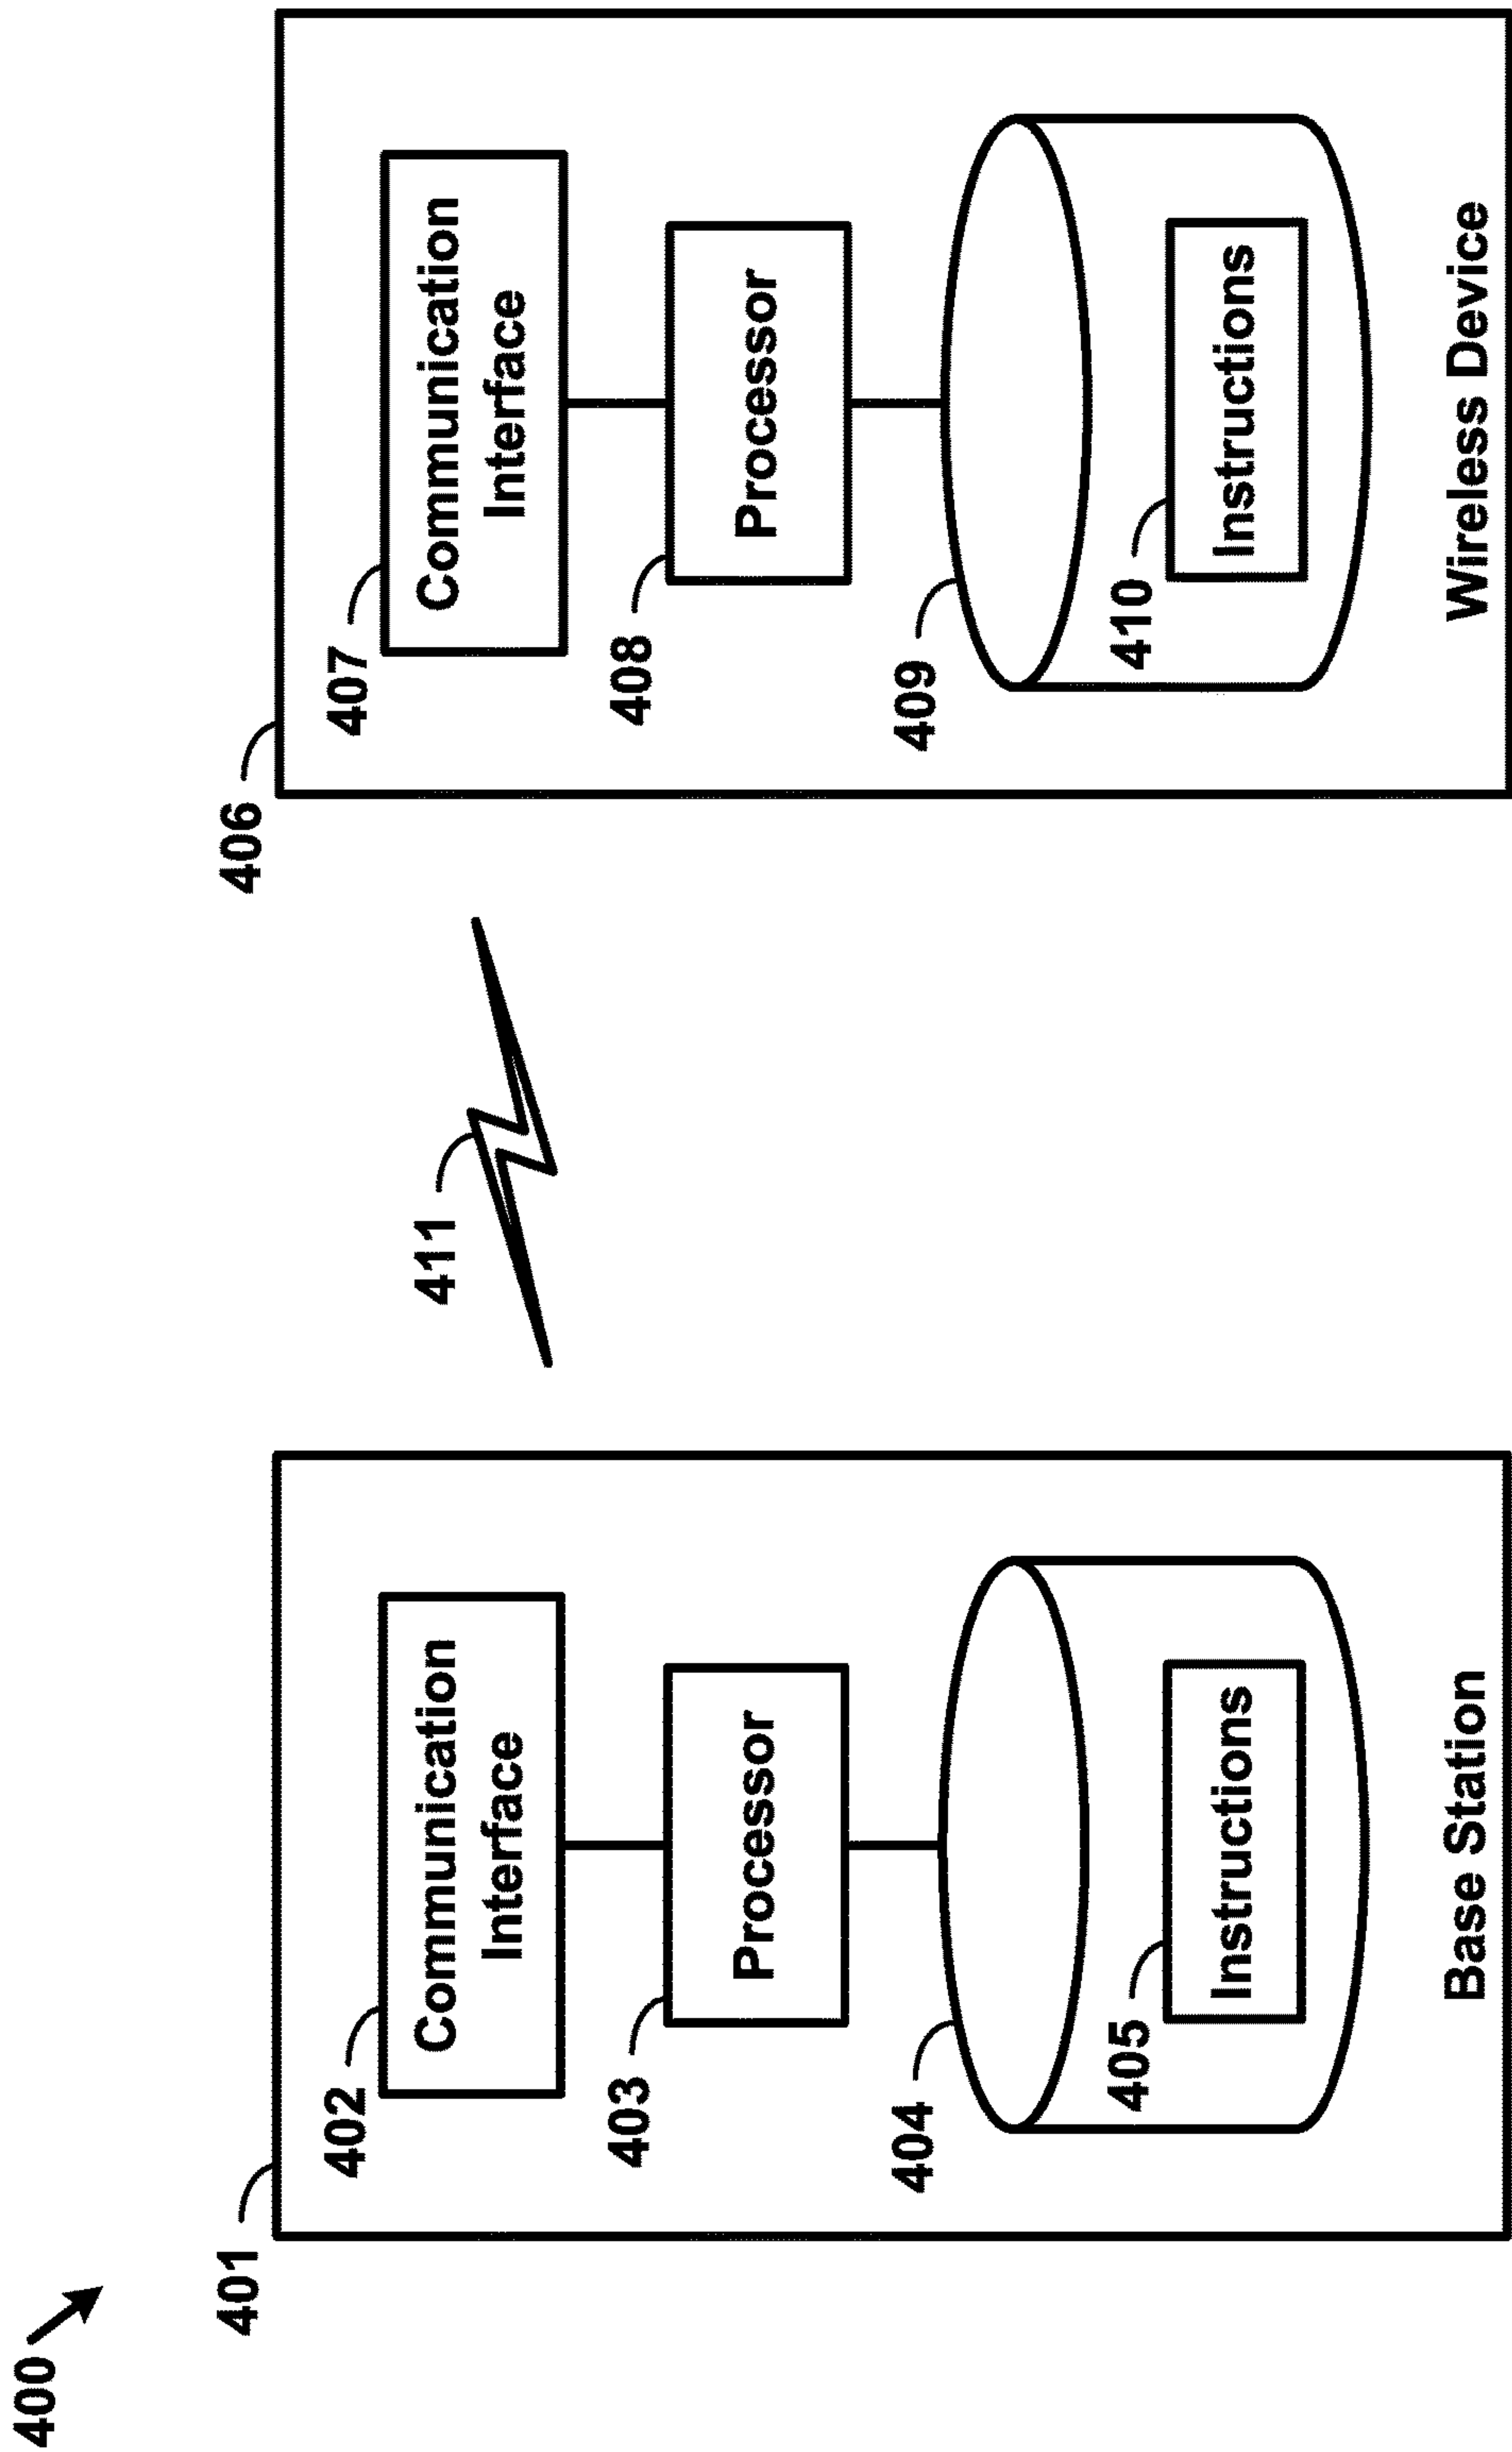 400
401
402
Communication
Interface
403
Processor
404
405
Instructions
Base Station
411
406
407
Communication
Interface
408
Processor
409
410
Instructions
Wireless Device